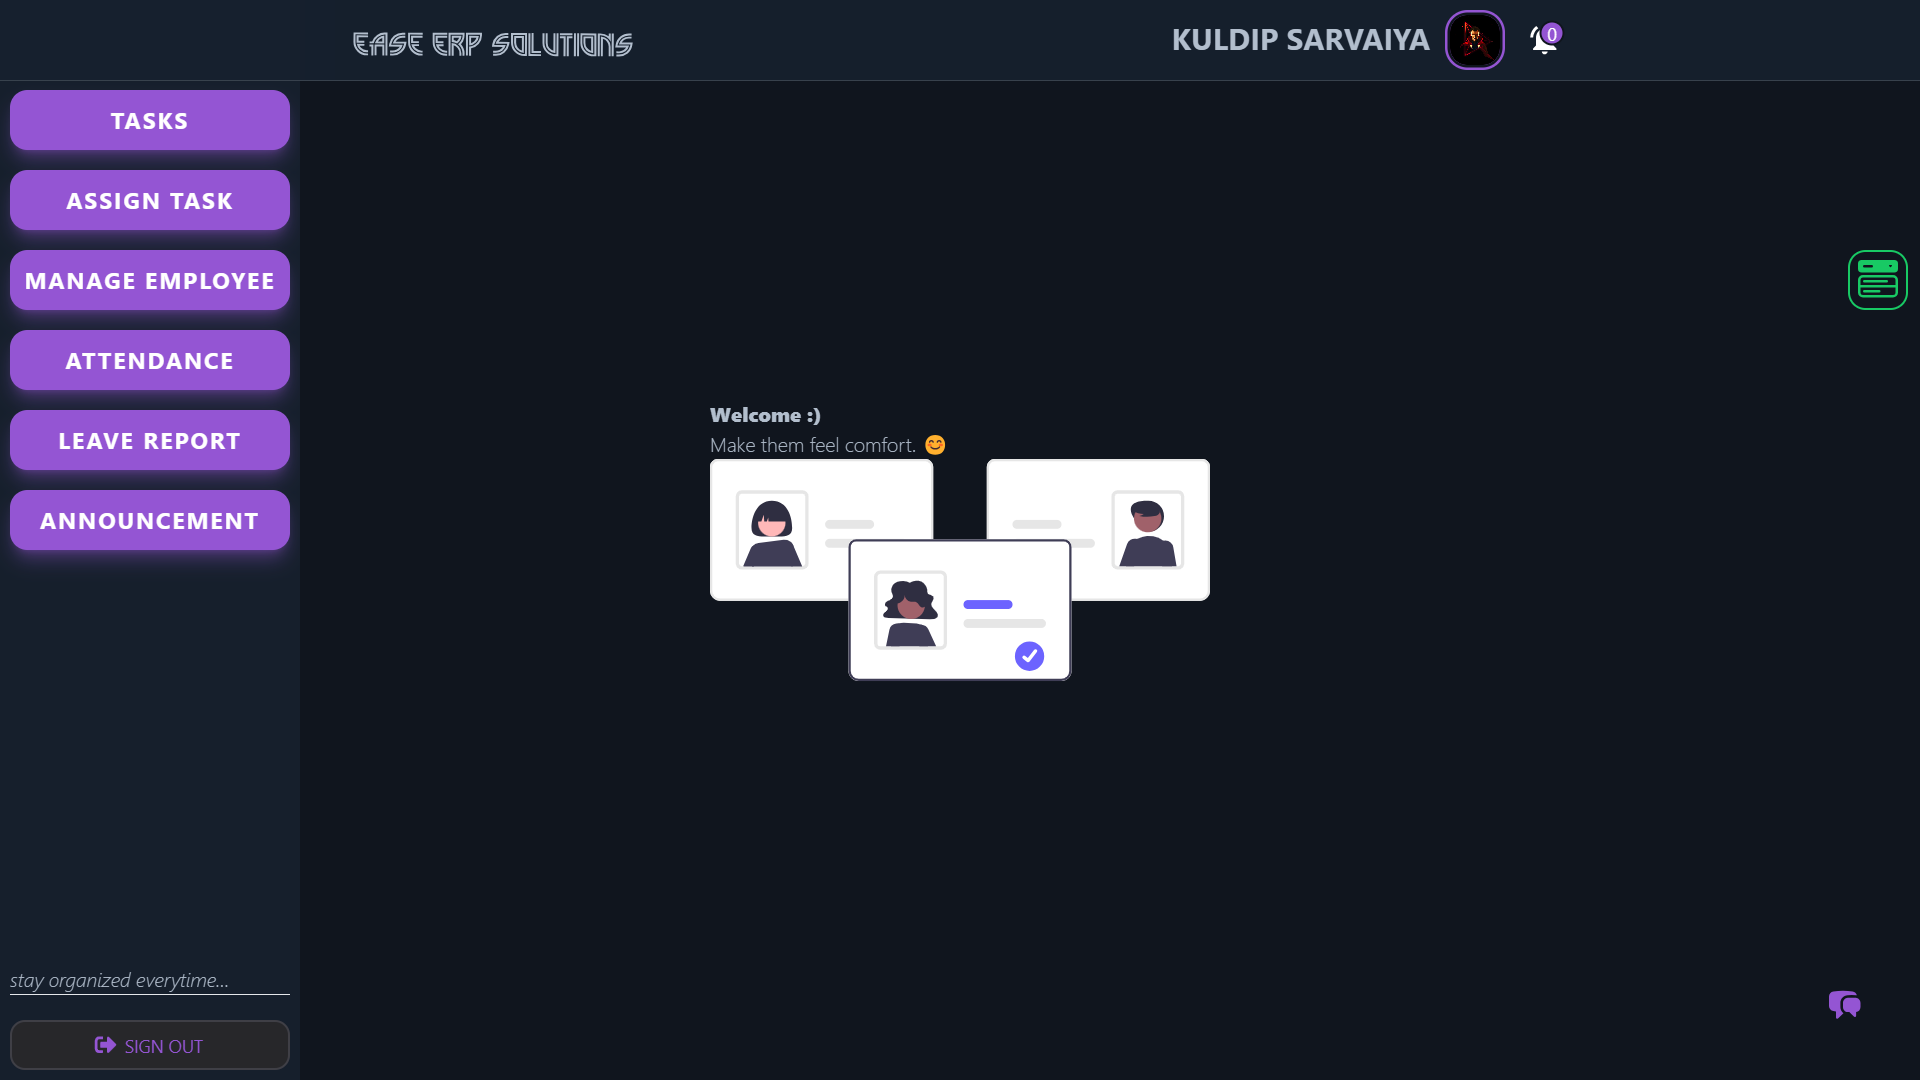 EASE ERP SOLUTIONS
KULDIP SARVAIYA
0
TASKS
ASSIGN TASK
MANAGE EMPLOYEE
ATTENDANCE
LEAVE REPORT
ANNOUNCEMENT
Welcome :)
Make them feel comfort. 😊
stay organized everytime...
SIGN OUT